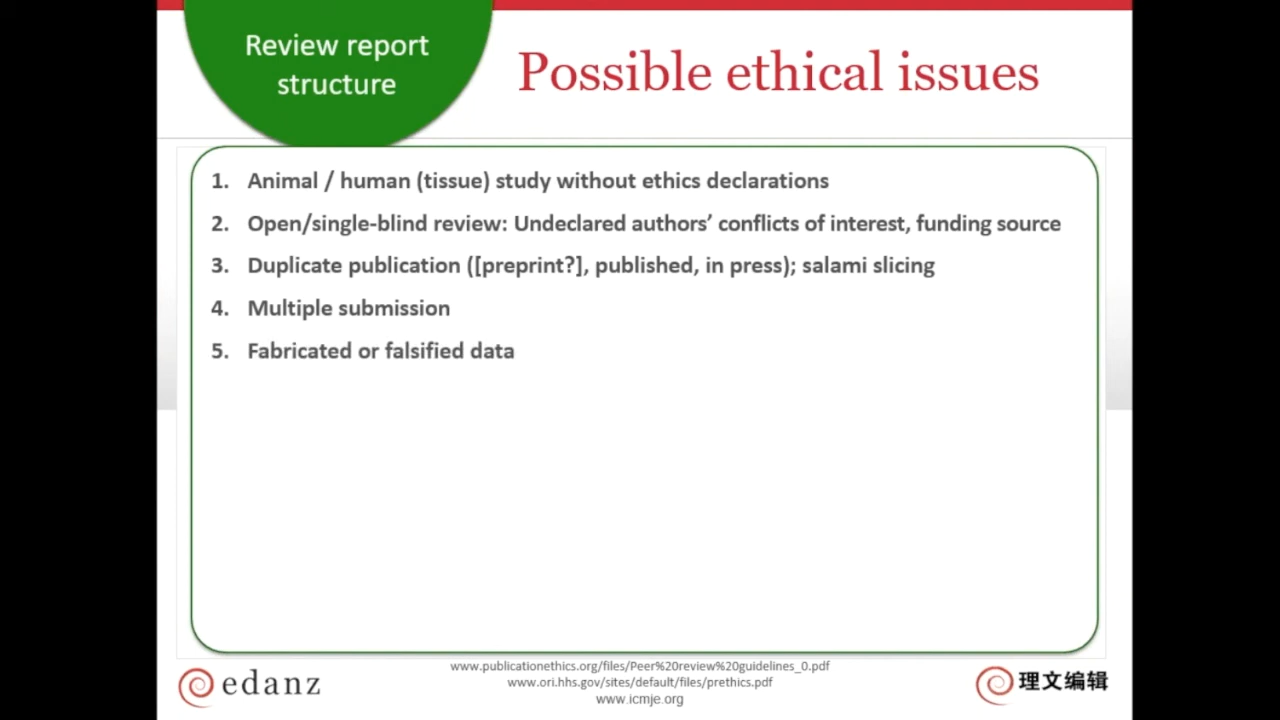 Review report
structure
Possible ethical issues
1. Animal / human (tissue) study without ethics declarations
2. Open/single-blind review: Undeclared authors’ conflicts of interest, funding source
3. Duplicate publication ([preprint?], published, in press); salami slicing
4. Multiple submission
5. Fabricated or falsified data
www.publicationethics.org/files/Peer%20review%20guidelines_0.pdf
www.ori.hhs.gov/sites/default/files/prethics.pdf
www.icmje.org
edanz
理文编辑